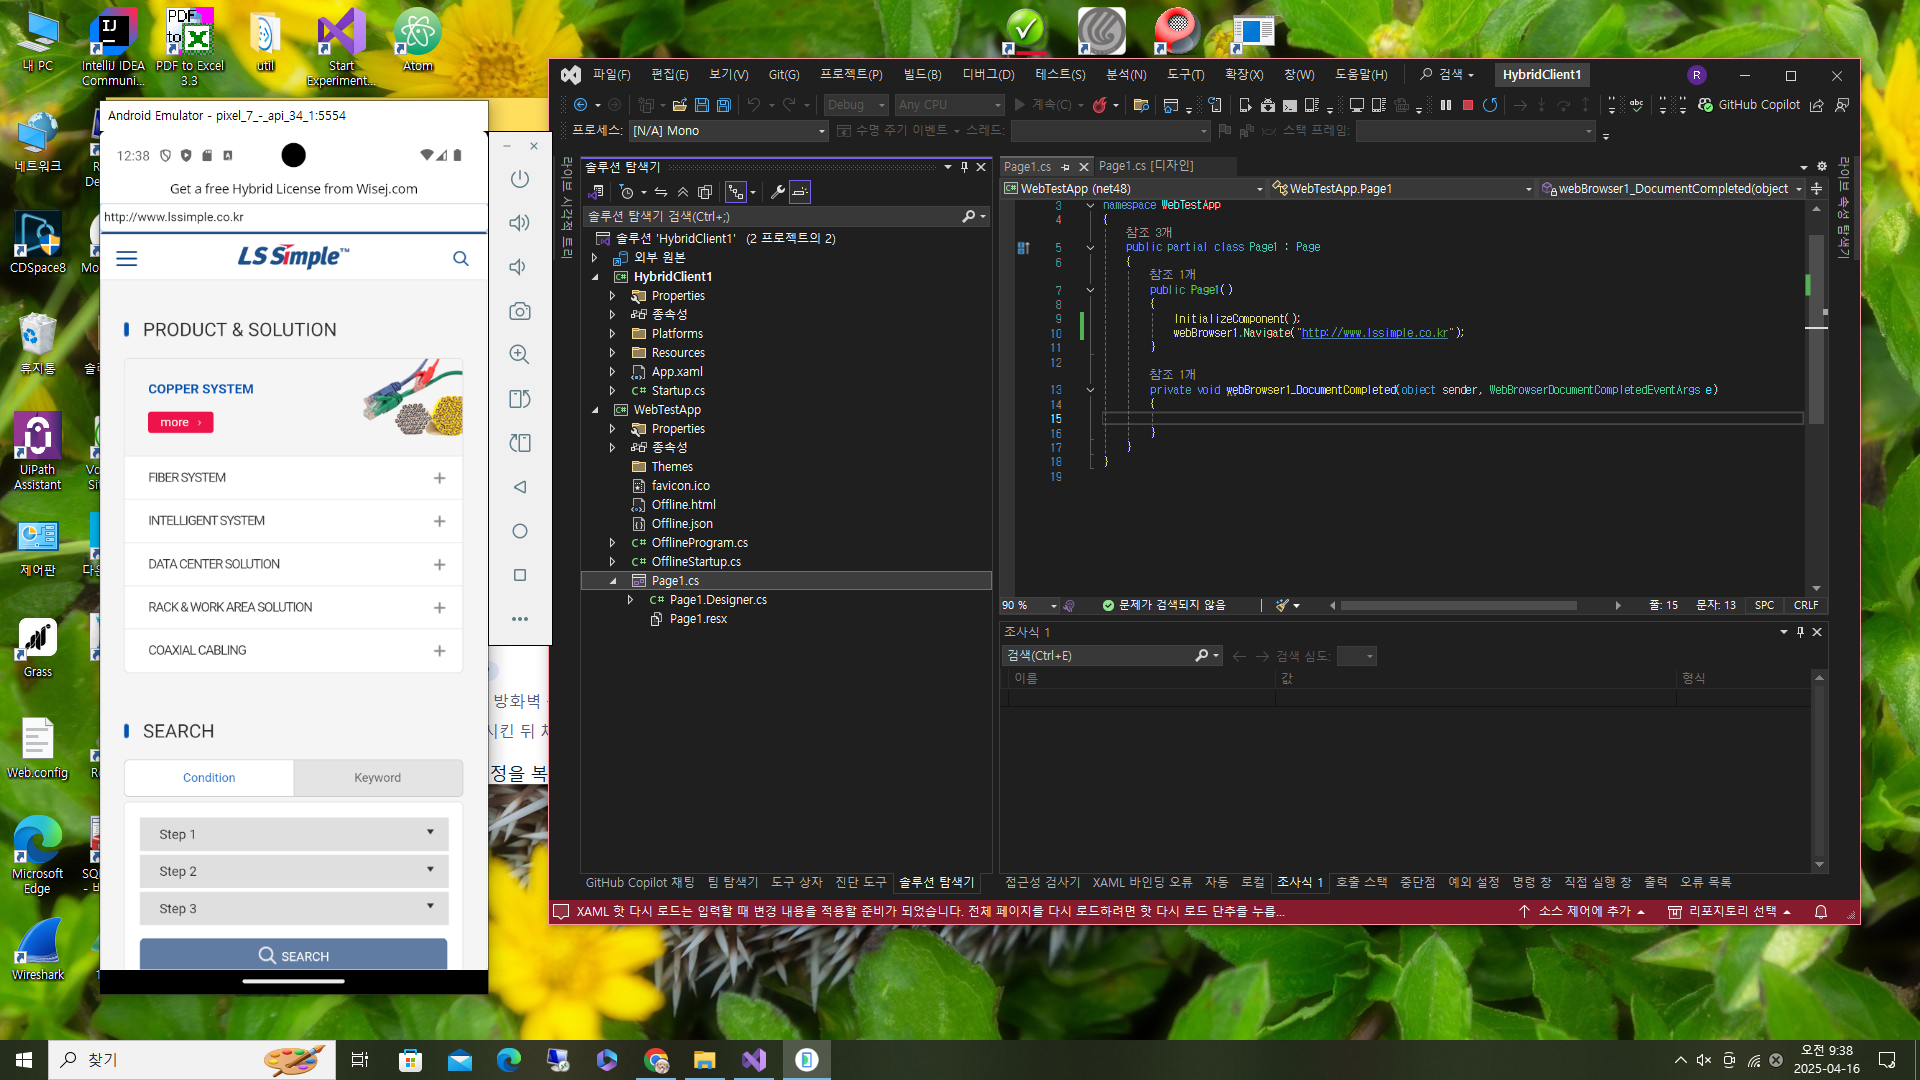 내 PC
IntelliJ IDEA
Communi...
PDF to Excel
3.3
util
Start
Experiment...
Atom
네트워크
CDSpace8
휴지통
UiPath
Assistant
제어판
Grass
Web.config
Microsoft
Edge
Wireshark
Android Emulator - pixel_7_-_api_34_1:5554
12:38
Get a free Hybrid License from Wisej.com
http://www.lssimple.co.kr
LS Simple™
PRODUCT & SOLUTION
COPPER SYSTEM
more ›
FIBER SYSTEM
INTELLIGENT SYSTEM
DATA CENTER SOLUTION
RACK & WORK AREA SOLUTION
COAXIAL CABLING
SEARCH
Condition
Keyword
Step 1
Step 2
Step 3
SEARCH
방화벽
시킨 뒤
정을 복
파일(F) 편집(E) 보기(V) Git(G) 프로젝트(P) 빌드(B) 디버그(D) 테스트(S) 분석(N) 도구(T) 확장(X) 창(W) 도움말(H) 검색 HybridClient1 R
Debug Any CPU 계속(C) GitHub Copilot
프로세스: [N/A] Mono 수명 주기 이벤트 스레드: 스택 프레임:
라이브 시각적 트리
솔루션 탐색기
솔루션 탐색기 검색(Ctrl+;)
솔루션 'HybridClient1' (2 프로젝트의 2)
외부 원본
HybridClient1
Properties
종속성
Platforms
Resources
App.xaml
C# Startup.cs
WebTestApp
Properties
종속성
Themes
favicon.ico
Offline.html
Offline.json
C# OfflineProgram.cs
C# OfflineStartup.cs
Page1.cs
C# Page1.Designer.cs
Page1.resx
GitHub Copilot 채팅 팀 탐색기 도구 상자 진단 도구 솔루션 탐색기
Page1.cs Page1.cs [디자인]
WebTestApp (net48) WebTestApp.Page1 webBrowser1_DocumentCompleted(object
3 namespace WebTestApp
4 {
참조 3개
5 public partial class Page1 : Page
6 {
참조 1개
7 public Page1()
8 {
9 InitializeComponent();
10 webBrowser1.Navigate("http://www.lssimple.co.kr");
11 }
12
참조 1개
13 private void webBrowser1_DocumentCompleted(object sender, WebBrowserDocumentCompletedEventArgs e)
14 {
15
16 }
17 }
18 }
19
90 % 문제가 검색되지 않음 줄: 15 문자: 13 SPC CRLF
라이브 속성 탐색기
조사식 1
검색(Ctrl+E) 검색 심도:
이름 값 형식
접근성 검사기 XAML 바인딩 오류 자동 로컬 조사식 1 호출 스택 중단점 예외 설정 명령 창 직접 실행 창 출력 오류 목록
XAML 핫 다시 로드는 입력할 때 변경 내용을 적용할 준비가 되었습니다. 전체 페이지를 다시 로드하려면 핫 다시 로드 단추를 누릅... 소스 제어에 추가 리포지토리 선택
찾기
오전 9:38
2025-04-16